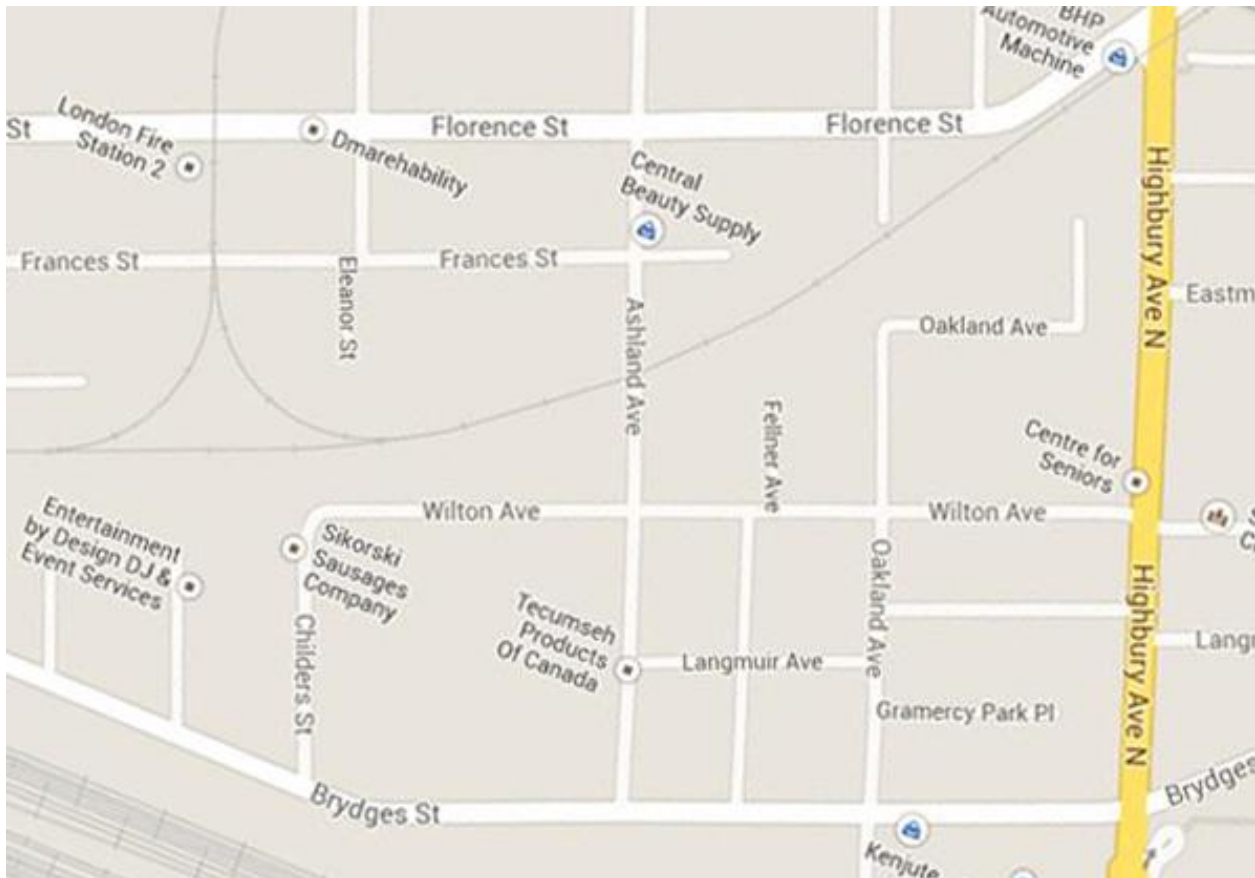 BHP
Automotive
Machine
London Fire
Station 2
St
Dmarehability
Florence St
Florence St
Central
Beauty Supply
Highbury Ave N
Frances St
Eleanor St
Frances St
Ashland Ave
Eastm
Oakland Ave
Fellner Ave
Centre for
Seniors
Entertainment
by Design DJ &
Event Services
Sikorski
Sausages
Company
Wilton Ave
Wilton Ave
Childers St
Tecumseh
Products
Of Canada
Langmuir Ave
Oakland Ave
Highbury Ave N
Gramercy Park Pl
Brydges St
Brydges
Kenjute